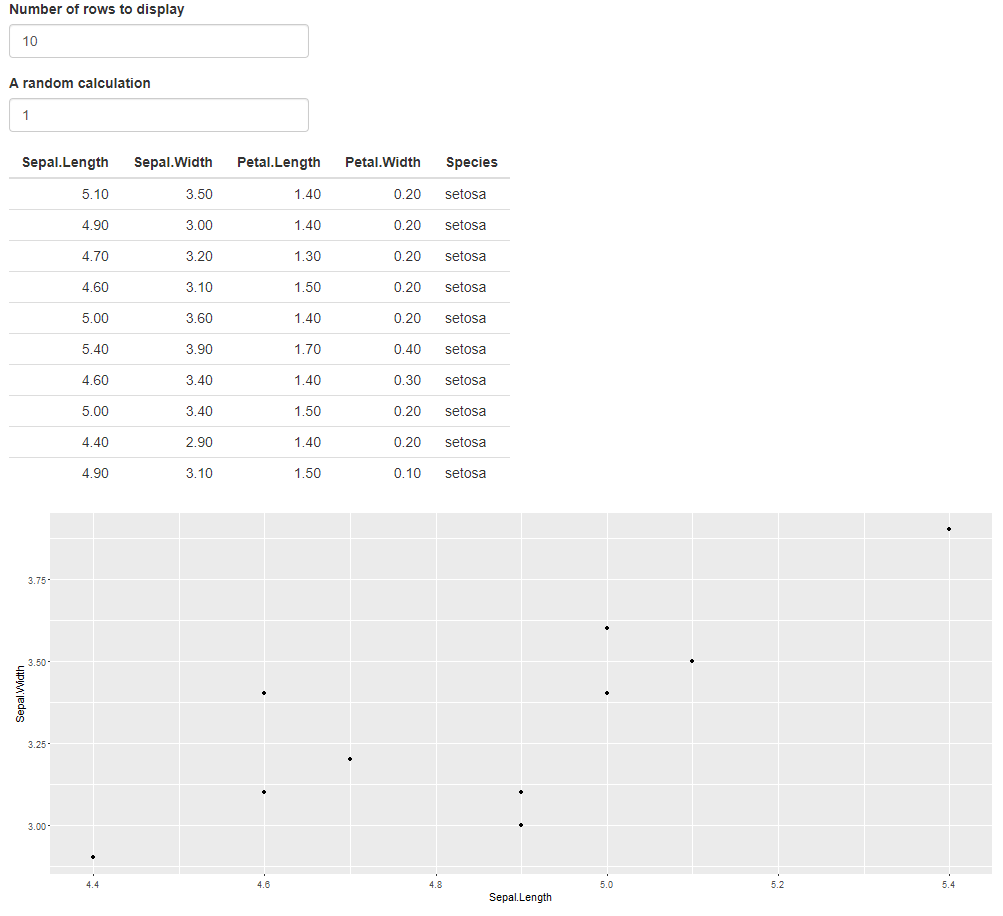 Number of rows to display
10
A random calculation
1
Sepal.Length Sepal.Width Petal.Length Petal.Width Species
5.10 3.50 1.40 0.20 setosa
4.90 3.00 1.40 0.20 setosa
4.70 3.20 1.30 0.20 setosa
4.60 3.10 1.50 0.20 setosa
5.00 3.60 1.40 0.20 setosa
5.40 3.90 1.70 0.40 setosa
4.60 3.40 1.40 0.30 setosa
5.00 3.40 1.50 0.20 setosa
4.40 2.90 1.40 0.20 setosa
4.90 3.10 1.50 0.10 setosa
3.75
3.50
3.25
3.00
Sepal.Width
4.4 4.6 4.8 5.0 5.2 5.4
Sepal.Length